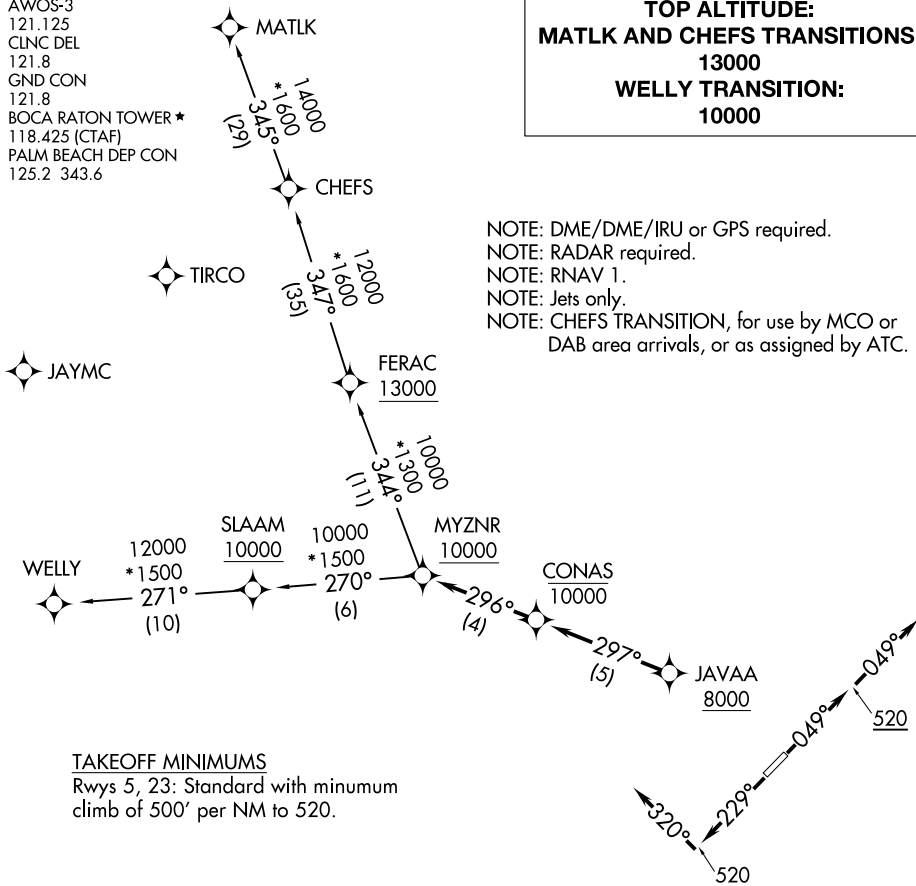 AWOS-3
121.125
CLNC DEL
121.8
GND CON
121.8
BOCA RATON TOWER ★
118.425 (CTAF)
PALM BEACH DEP CON
125.2 343.6
TOP ALTITUDE:
MATLK AND CHEFS TRANSITIONS
13000
WELLY TRANSITION:
10000
MATLK
14000
*1600
345°
(29)
CHEFS
NOTE: DME/DME/IRU or GPS required.
NOTE: RADAR required.
NOTE: RNAV 1.
NOTE: Jets only.
NOTE: CHEFS TRANSITION, for use by MCO or
DAB area arrivals, or as assigned by ATC.
TIRCO
12000
*1600
347°
(35)
JAYMC
FERAC
13000
10000
*1300
344°
(11)
MYZNR
10000
SLAAM
10000
10000
*1500
270°
(6)
WELLY
12000
*1500
271°
(10)
CONAS
10000
296°
(4)
297°
(5)
JAVAA
8000
049°
520
049°
229°
320°
520
TAKEOFF MINIMUMS
Rwys 5, 23: Standard with minumum
climb of 500' per NM to 520.